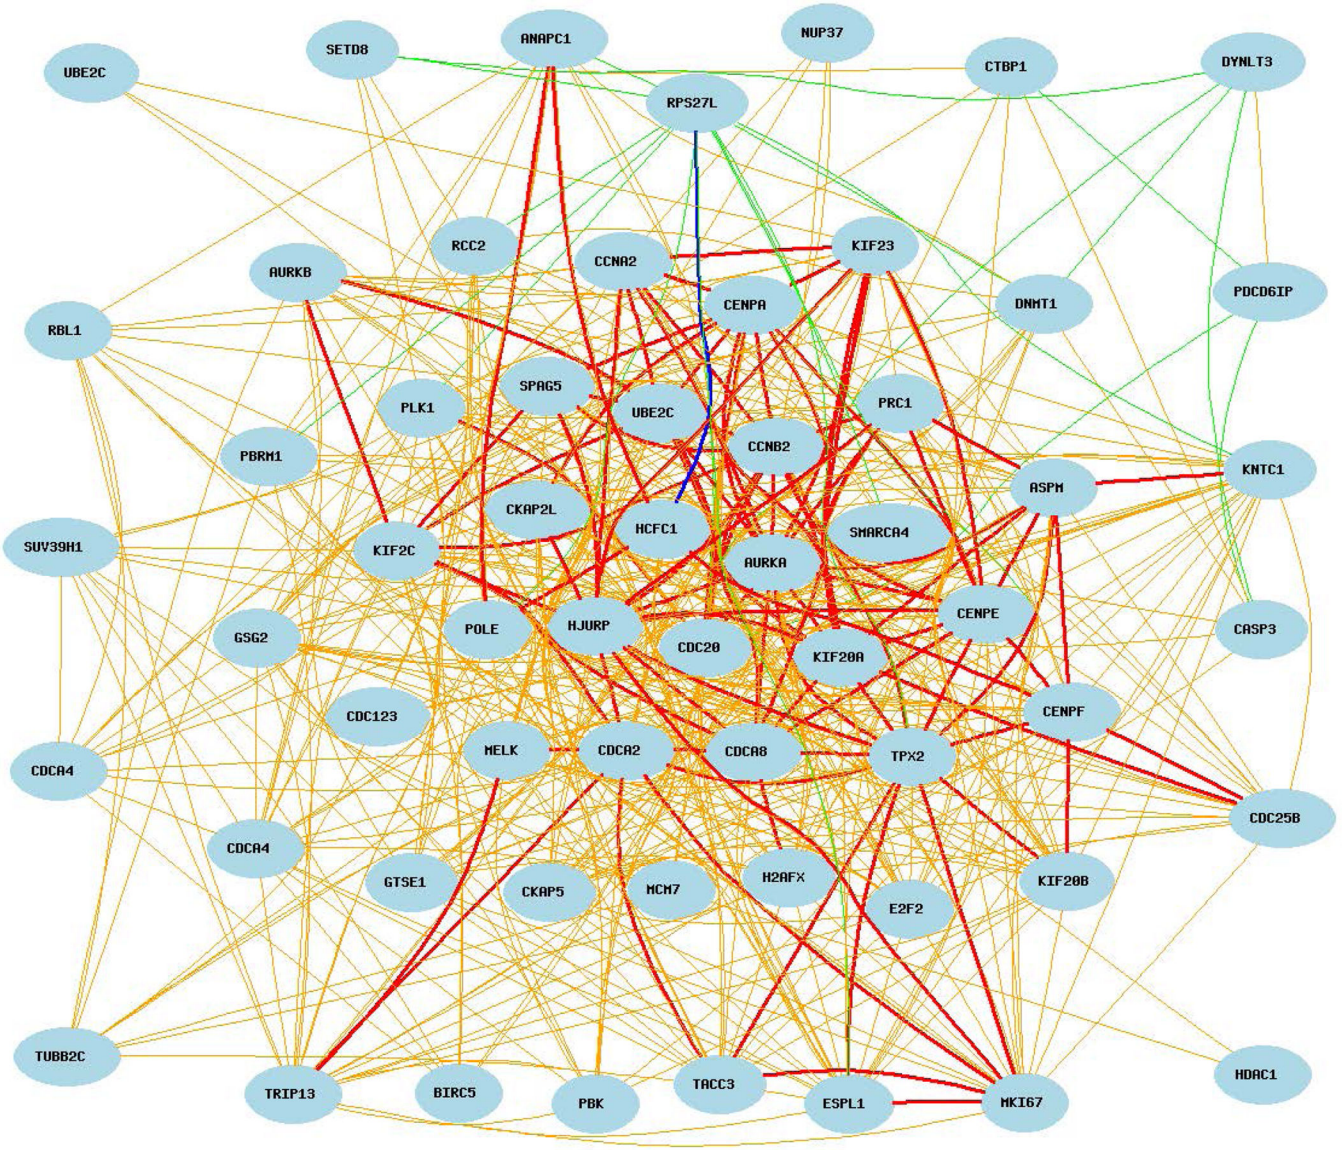 NUP37
ANAPC1
SETD8
DYNLT3
CTBP1
UBE2C
RPS27L
KIF23
RCC2
CCNA2
AURKB
PDCD6IP
CENPA
DNMT1
RBL1
SPAG5
PRC1
PLK1
UBE2C
CCNB2
PBRM1
KNTC1
ASPM
CKAP2L
HCFC1
SMARCA4
SUV39H1
KIF2C
AURKA
CENPE
HJURP
POLE
CASP3
GSG2
CDC20
KIF20A
CENPF
CDC123
MELK
CDCA2
CDCA8
TPX2
CDCA4
CDC25B
CDCA4
H2AFX
GTSE1
KIF20B
MCM7
CKAP5
E2F2
TUBB2C
HDAC1
TACC3
TRIP13
BIRC5
MKI67
PBK
ESPL1